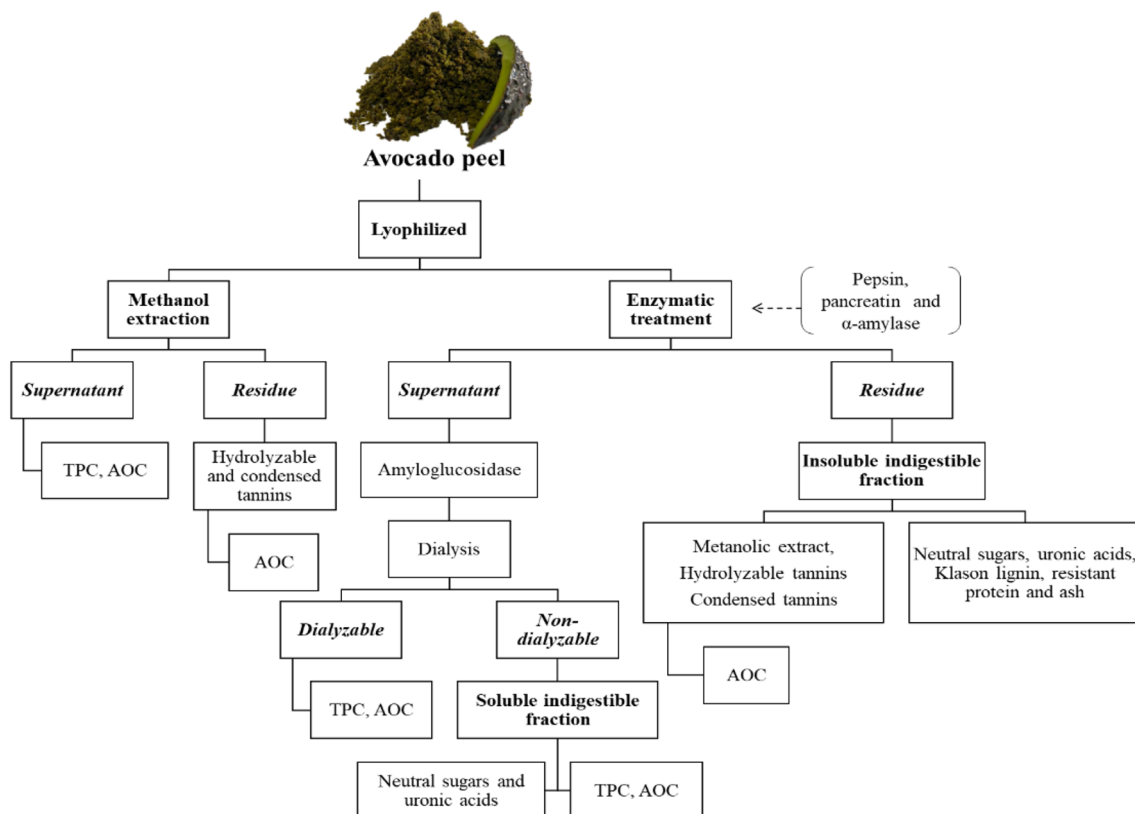 Avocado peel
Lyophilized
Methanol
extraction
Enzymatic
treatment
Pepsin,
pancreatin and
α-amylase
Supernatant
Residue
Supernatant
Residue
TPC, AOC
Hydrolyzable
and condensed
tannins
Amyloglucosidase
Insoluble indigestible
fraction
AOC
Dialysis
Metanolic extract,
Hydrolyzable tannins
Condensed tannins
Neutral sugars, uronic acids,
Klason lignin, resistant
protein and ash
Dialyzable
Non-
dialyzable
AOC
TPC, AOC
Soluble indigestible
fraction
Neutral sugars and
uronic acids
TPC, AOC